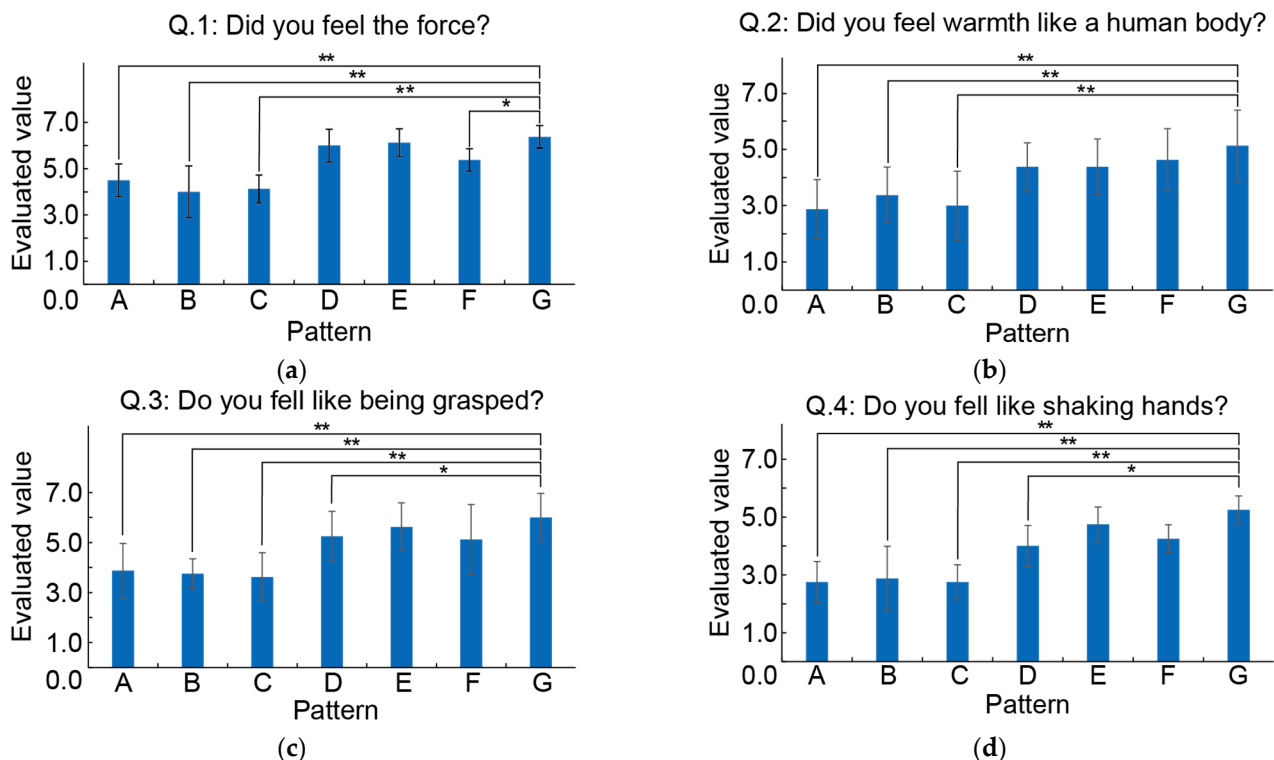 Q.1: Did you feel the force?
**
**
**
*
Evaluated value
7.0
5.0
3.0
1.0
0.0
A B C D E F G
Pattern
(a)
Q.2: Did you feel warmth like a human body?
**
**
**
Evaluated value
7.0
5.0
3.0
1.0
0.0
A B C D E F G
Pattern
(b)
Q.3: Do you fell like being grasped?
**
**
**
*
Evaluated value
7.0
5.0
3.0
1.0
0.0
A B C D E F G
Pattern
(c)
Q.4: Do you fell like shaking hands?
**
**
**
*
Evaluated value
7.0
5.0
3.0
1.0
0.0
A B C D E F G
Pattern
(d)